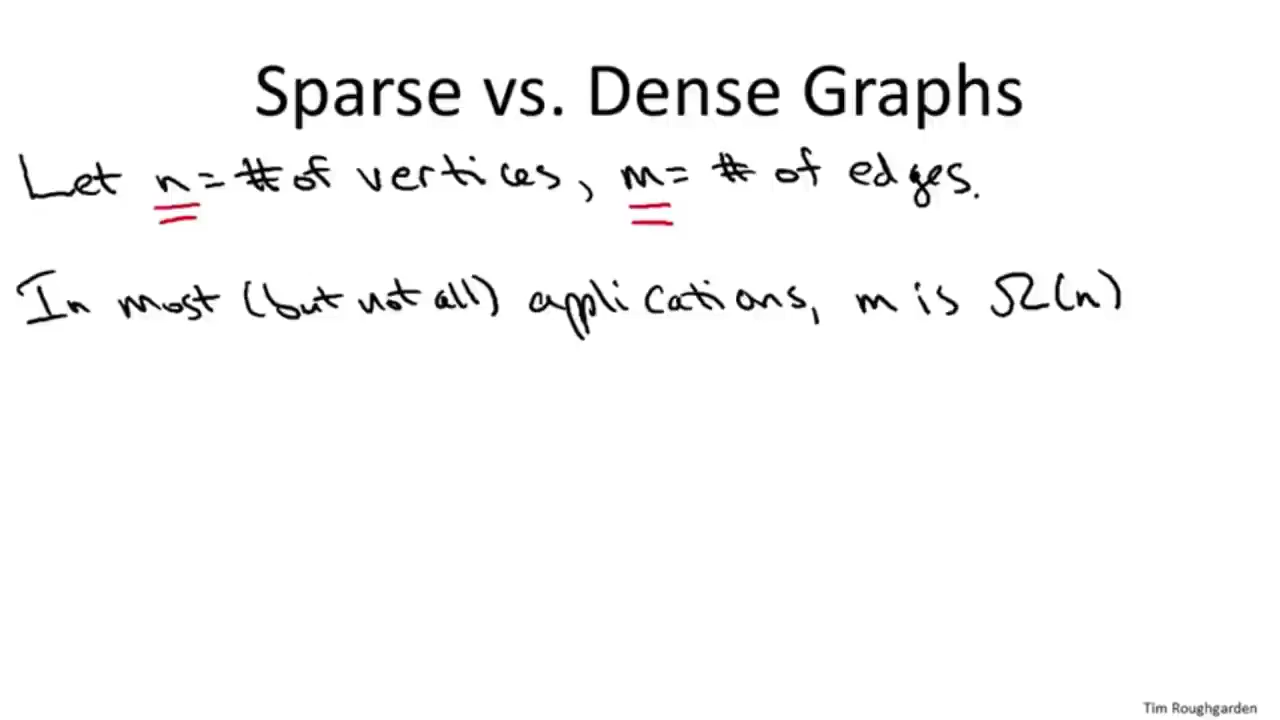 Sparse vs. Dense Graphs
Let n = # of vertices, m = # of edges.
In most (but not all) applications, m is Ω(n)
Tim Roughgarden